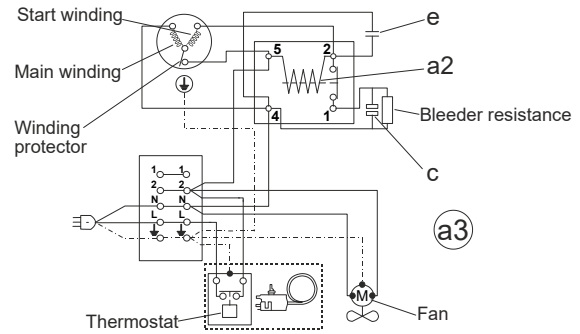 Start winding
Main winding
Winding
protector
e
5
2
a2
4
1
Bleeder resistance
c
1 1
2 2
N N
L L
a3
M
Fan
Thermostat